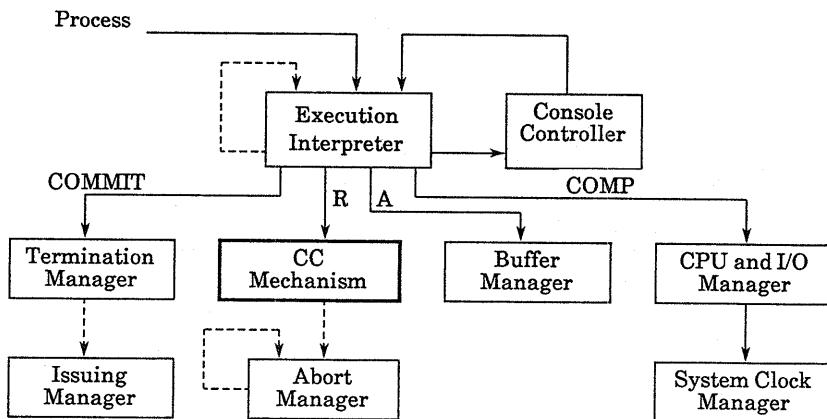 Process
Execution
Interpreter
Console
Controller
COMMIT
R
A
COMP
Termination
Manager
CC
Mechanism
Buffer
Manager
CPU and I/O
Manager
Issuing
Manager
Abort
Manager
System Clock
Manager